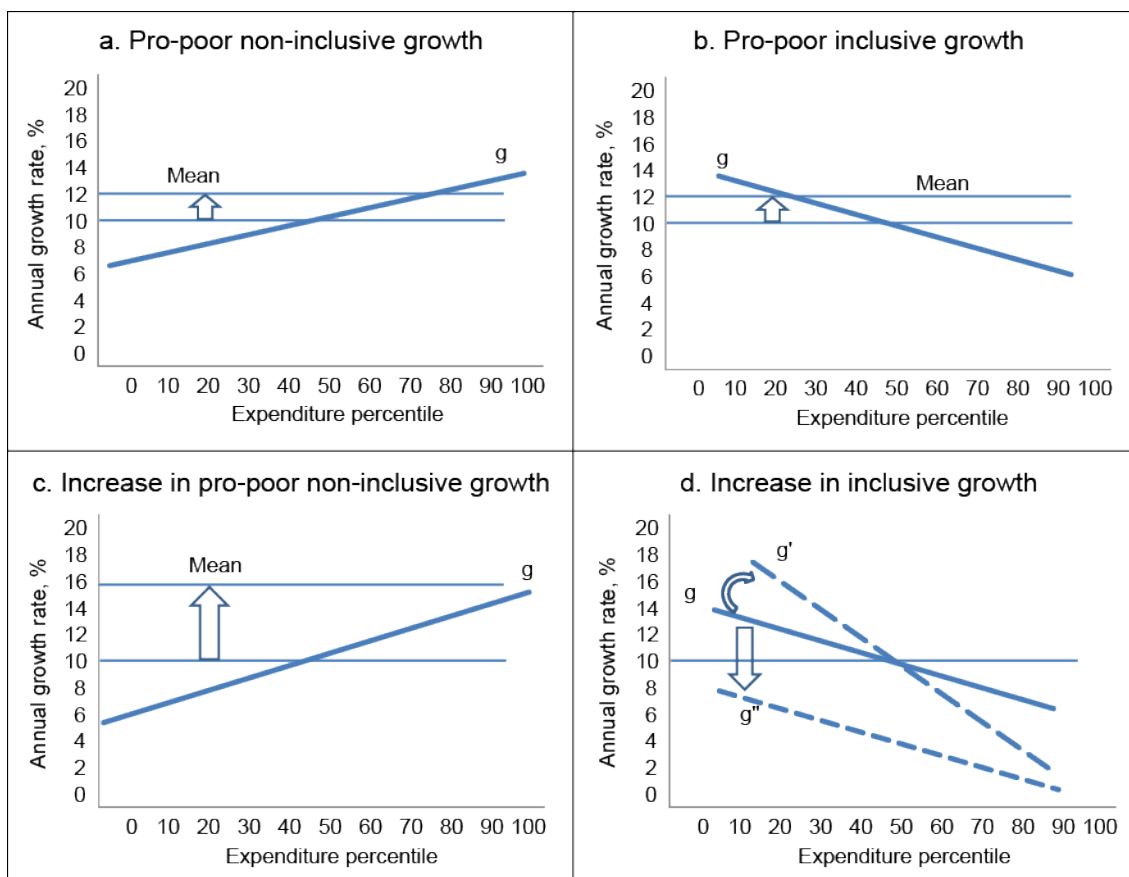 a. Pro-poor non-inclusive growth
Annual growth rate, %
20
18
16
14
12
10
8
6
4
2
0
Mean
g
0 10 20 30 40 50 60 70 80 90 100
Expenditure percentile
b. Pro-poor inclusive growth
Annual growth rate, %
20
18
16
14
12
10
8
6
4
2
0
g
Mean
0 10 20 30 40 50 60 70 80 90 100
Expenditure percentile
c. Increase in pro-poor non-inclusive growth
Annual growth rate, %
20
18
16
14
12
10
8
6
4
2
0
Mean
g
0 10 20 30 40 50 60 70 80 90 100
Expenditure percentile
d. Increase in inclusive growth
Annual growth rate, %
20
18
16
14
12
10
8
6
4
2
0
g'
g
g"
0 10 20 30 40 50 60 70 80 90 100
Expenditure percentile